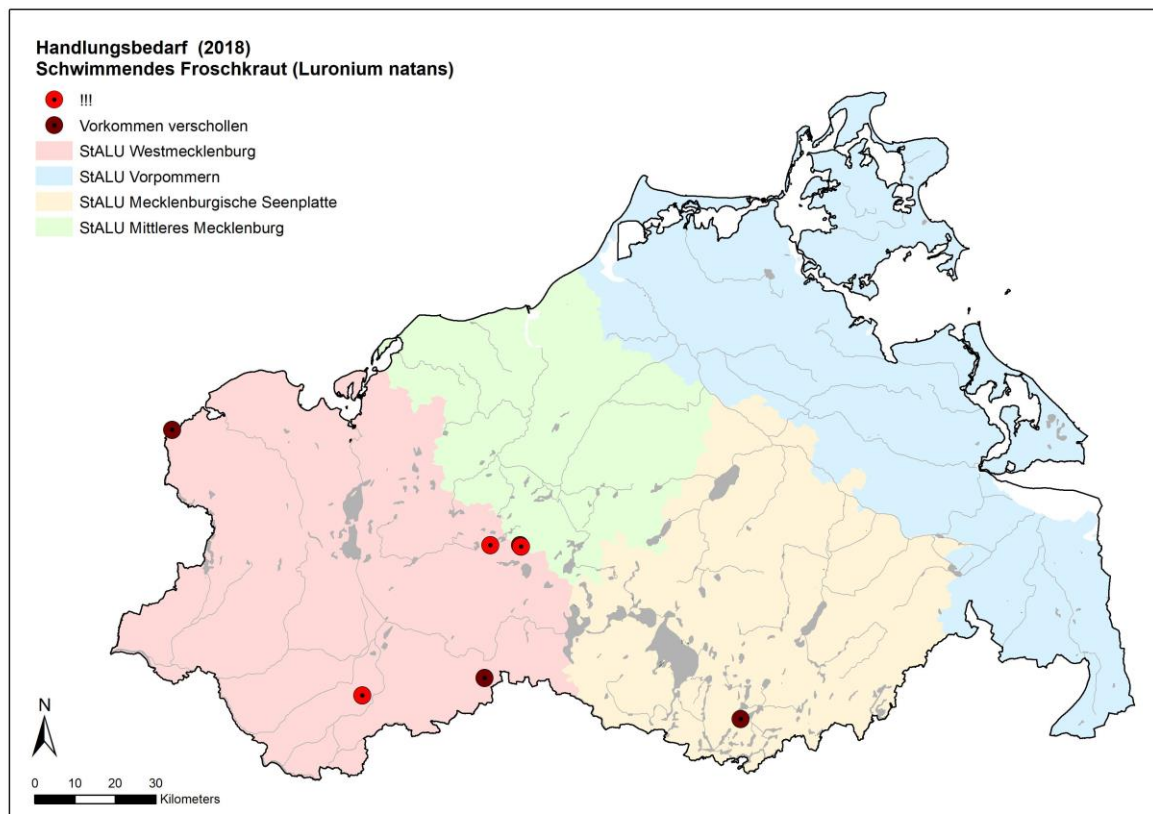 Handlungsbedarf (2018)
Schwimmendes Froschkraut (Luronium natans)
!!!
Vorkommen verschollen
StALU Westmecklenburg
StALU Vorpommern
StALU Mecklenburgische Seenplatte
StALU Mittleres Mecklenburg
N
0 10 20 30
Kilometers